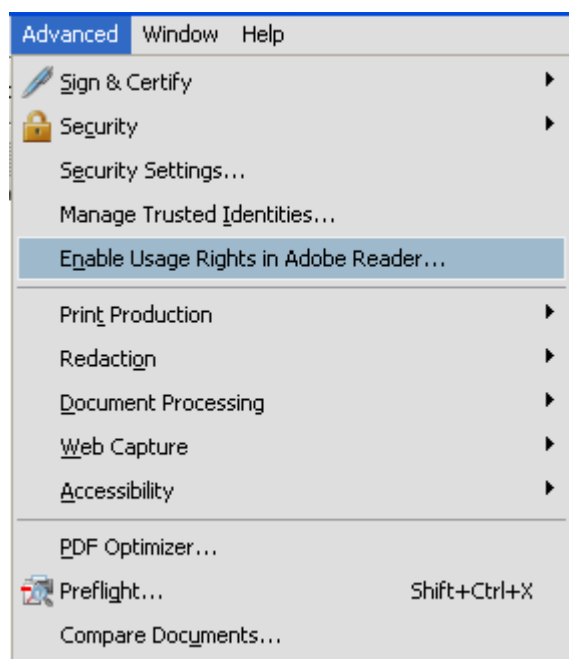 Advanced Window Help
Sign & Certify
Security
Security Settings...
Manage Trusted Identities...
Enable Usage Rights in Adobe Reader...
Print Production
Redaction
Document Processing
Web Capture
Accessibility
PDF Optimizer...
Preflight... Shift+Ctrl+X
Compare Documents...